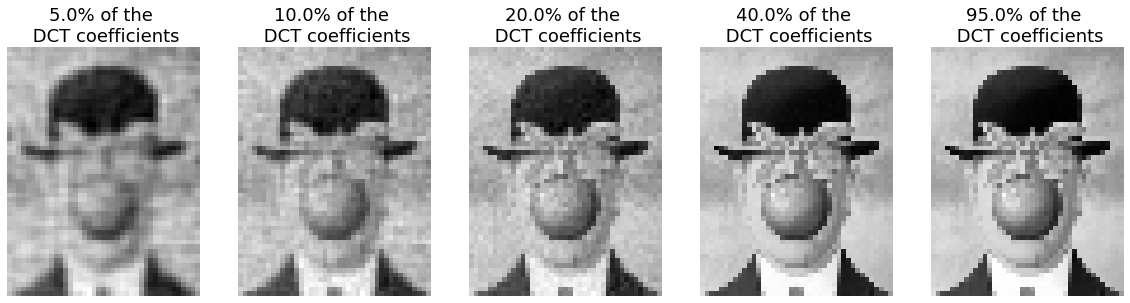 5.0% of the
DCT coefficients
10.0% of the
DCT coefficients
20.0% of the
DCT coefficients
40.0% of the
DCT coefficients
95.0% of the
DCT coefficients